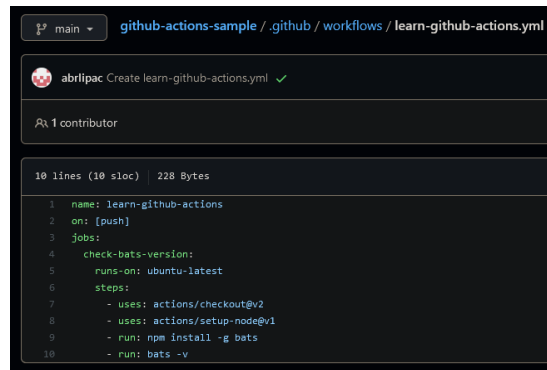 main
github-actions-sample / .github / workflows / learn-github-actions.yml
abrlipac Create learn-github-actions.yml
1 contributor
10 lines (10 sloc) 228 Bytes
1 name: learn-github-actions
2 on: [push]
3 jobs:
4 check-bats-version:
5 runs-on: ubuntu-latest
6 steps:
7 - uses: actions/checkout@v2
8 - uses: actions/setup-node@v1
9 - run: npm install -g bats
10 - run: bats -v